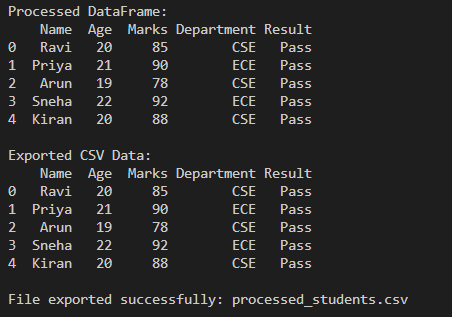 Processed DataFrame:
    Name  Age  Marks Department Result
0   Ravi   20     85        CSE   Pass
1  Priya   21     90        ECE   Pass
2   Arun   19     78        CSE   Pass
3  Sneha   22     92        ECE   Pass
4  Kiran   20     88        CSE   Pass

Exported CSV Data:
    Name  Age  Marks Department Result
0   Ravi   20     85        CSE   Pass
1  Priya   21     90        ECE   Pass
2   Arun   19     78        CSE   Pass
3  Sneha   22     92        ECE   Pass
4  Kiran   20     88        CSE   Pass

File exported successfully: processed_students.csv